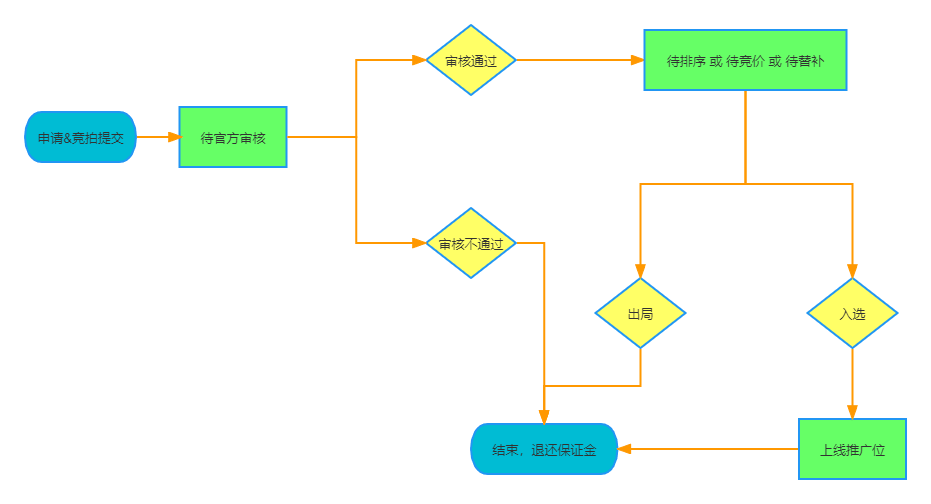 审核通过
待排序 或 待竞价 或 待替补
申请&竞拍提交
待官方审核
审核不通过
出局
入选
结束，退还保证金
上线推广位